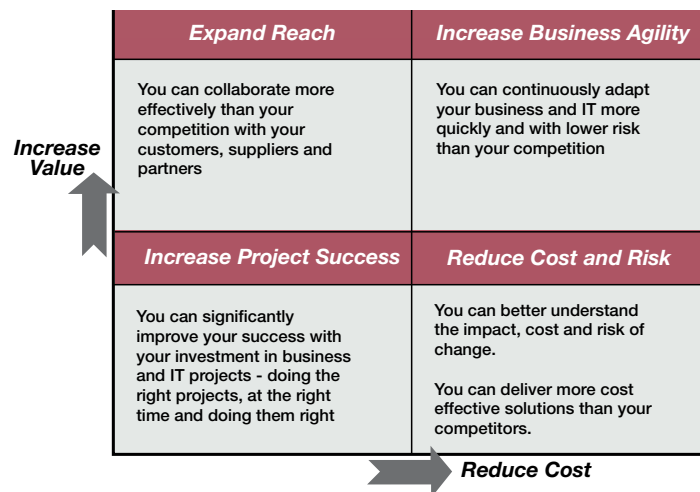 Expand Reach
Increase Business Agility
You can collaborate more
effectively than your
competition with your
customers, suppliers and
partners
You can continuously adapt
your business and IT more
quickly and with lower risk
than your competition
Increase
Value
Increase Project Success
Reduce Cost and Risk
You can significantly
improve your success with
your investment in business
and IT projects - doing the
right projects, at the right
time and doing them right
You can better understand
the impact, cost and risk of
change.
You can deliver more cost
effective solutions than your
competitors.
Reduce Cost